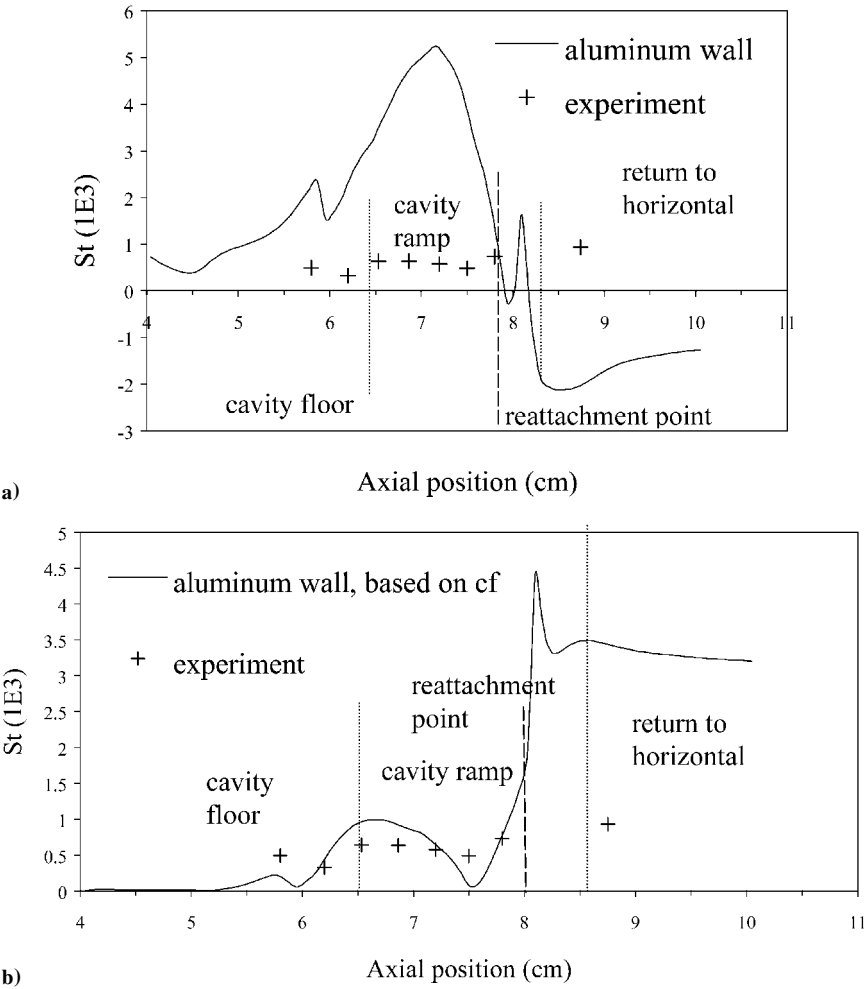 6
aluminum wall
5
experiment
4
3
return to
horizontal
cavity
ramp
2
1
0
St (1E3)
4 5 6 7 8 9 10 11
-1
-2
cavity floor
reattachment point
-3
a)
Axial position (cm)
5
4.5
aluminum wall, based on cf
4
3.5
experiment
3
reattachment
point
2.5
return to
horizontal
2
cavity ramp
cavity
floor
1.5
1
0.5
0
St (1E3)
4 5 6 7 8 9 10 11
Axial position (cm)
b)